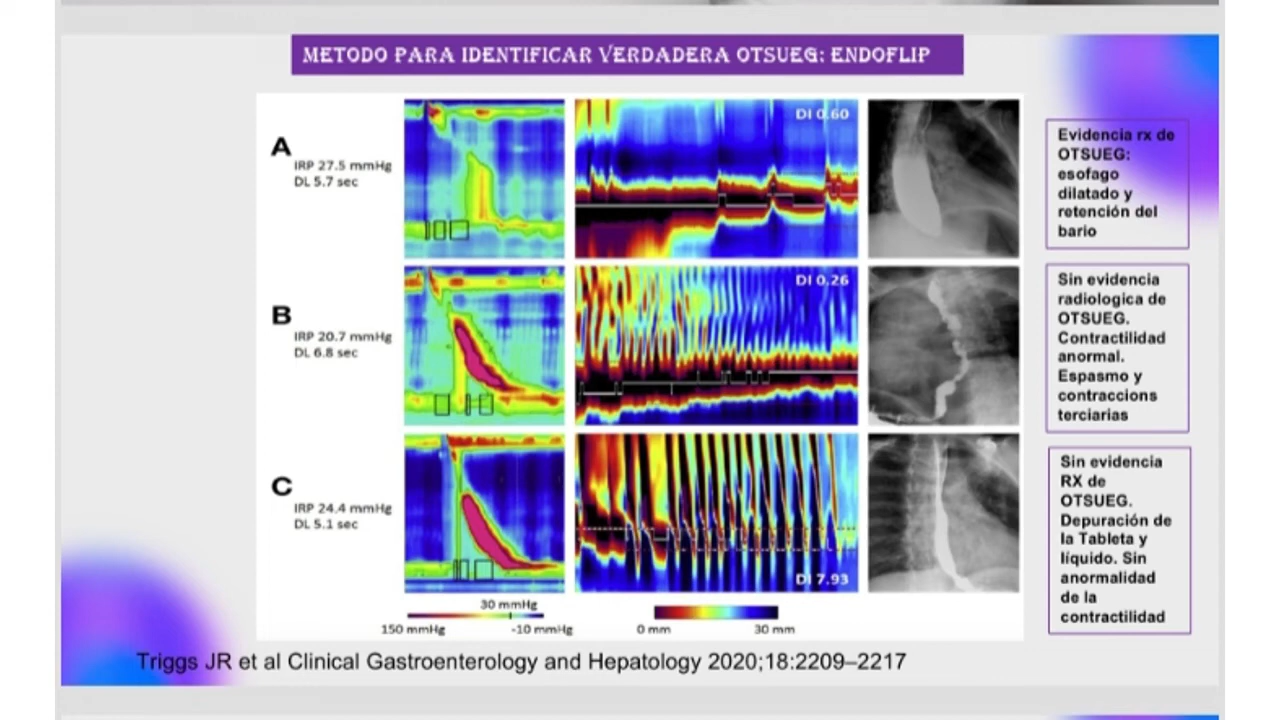 METODO PARA IDENTIFICAR VERDADERA OTSUEG: ENDOFLIP
A
IRP 27.5 mmHg
DL 5.7 sec
DI 0.60
Evidencia rx de
OTSUEG:
esofago
dilatado y
retención del
bario
B
IRP 20.7 mmHg
DL 6.8 sec
DI 0.26
Sin evidencia
radiologica de
OTSUEG.
Contractilidad
anormal.
Espasmo y
contraccions
terciarias
C
IRP 24.4 mmHg
DL 5.1 sec
DI 7.93
Sin evidencia
RX de
OTSUEG.
Depuración de
la Tableta y
líquido. Sin
anormalidad
de la
contractilidad
30 mmHg
150 mmHg
-10 mmHg
0 mm
30 mm
Triggs JR et al Clinical Gastroenterology and Hepatology 2020;18:2209–2217